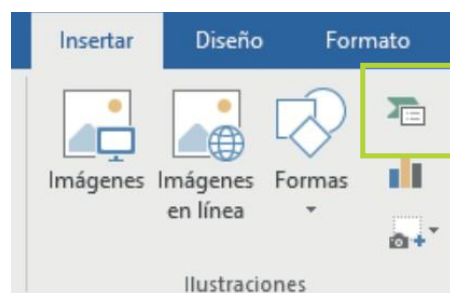 Insertar Diseño Formato
Imágenes Imágenes Formas
en línea
Ilustraciones